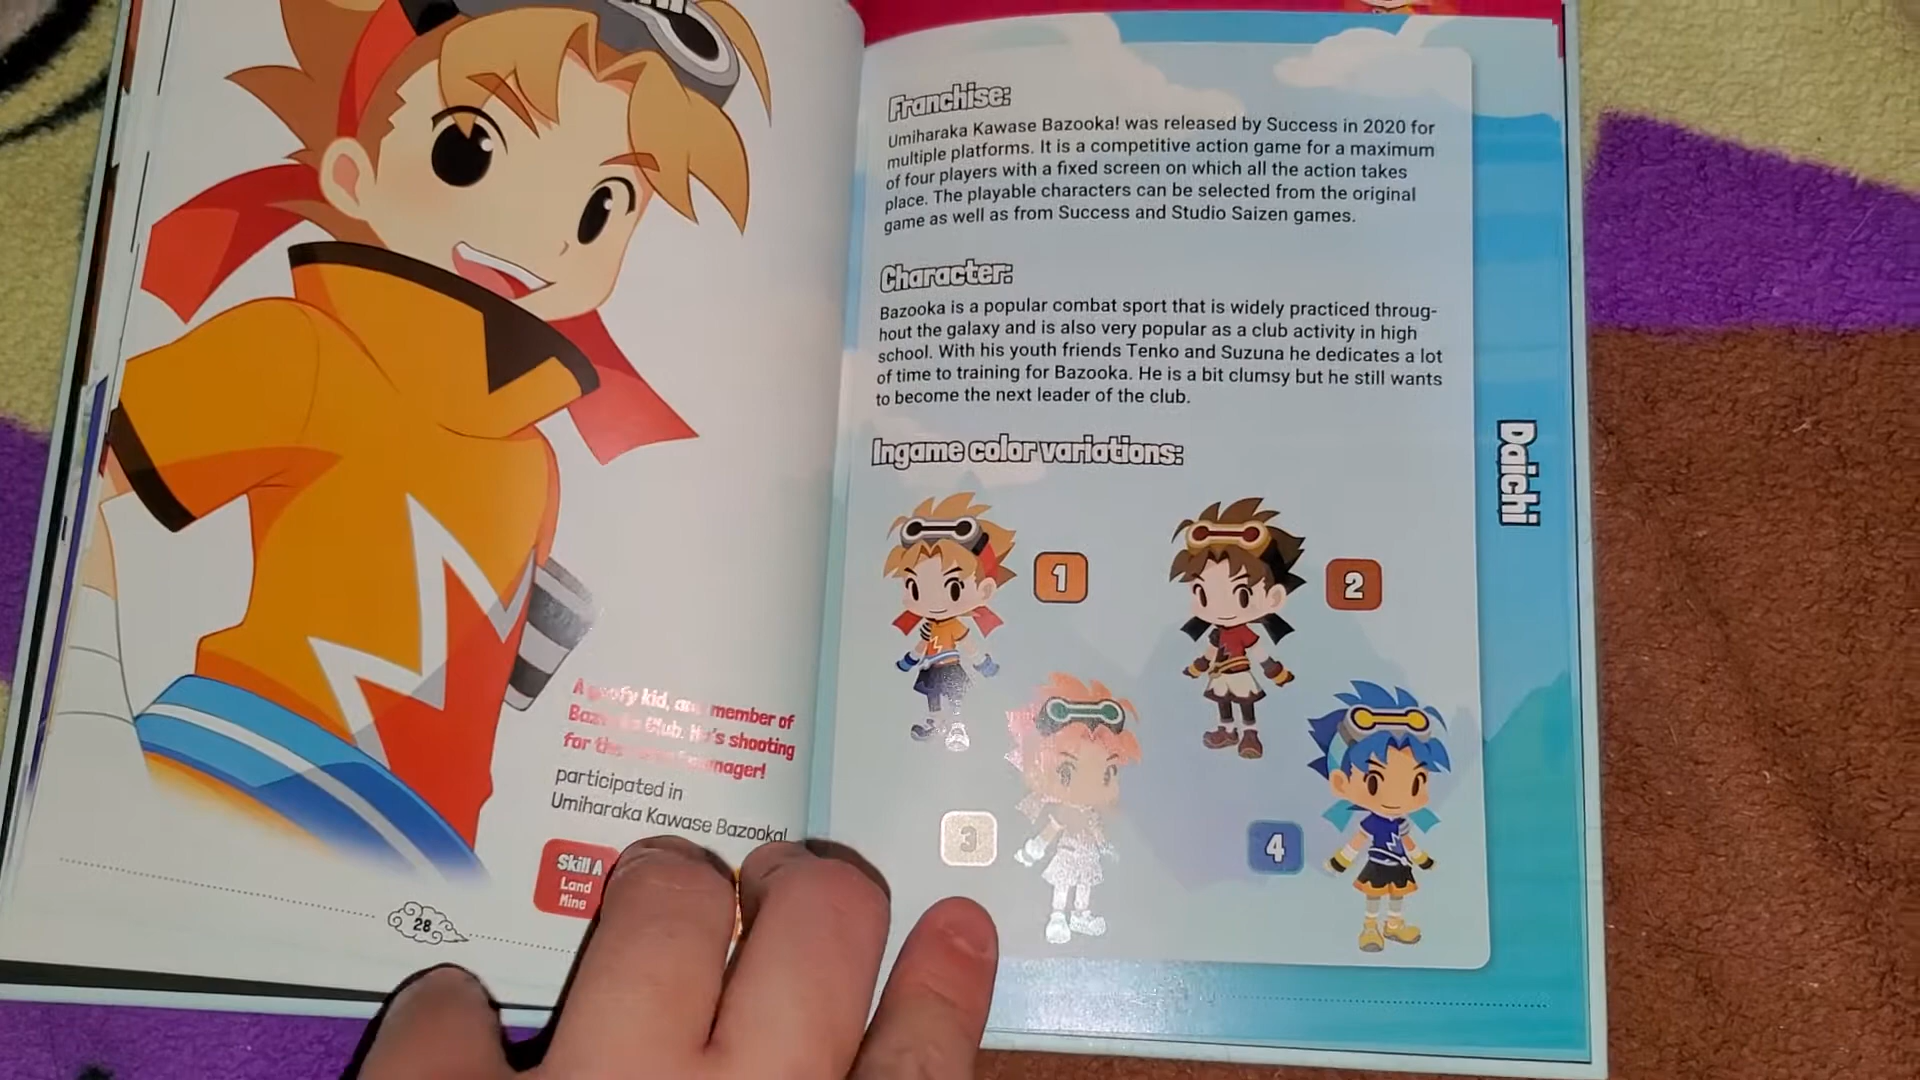 A goofy kid, and member of
Bazooka Club. He's shooting
for the
participated in
Umiharaka Kawase Bazooka!
Skill A
Land
Mine
28
Franchise:
Umiharaka Kawase Bazooka! was released by Success in 2020 for
multiple platforms. It is a competitive action game for a maximum
of four players with a fixed screen on which all the action takes
place. The playable characters can be selected from the original
game as well as from Success and Studio Saizen games.
Character:
Bazooka is a popular combat sport that is widely practiced throug-
hout the galaxy and is also very popular as a club activity in high
school. With his youth friends Tenko and Suzuna he dedicates a lot
of time to training for Bazooka. He is a bit clumsy but he still wants
to become the next leader of the club.
Ingame color variations:
1
2
3
4
Daichi